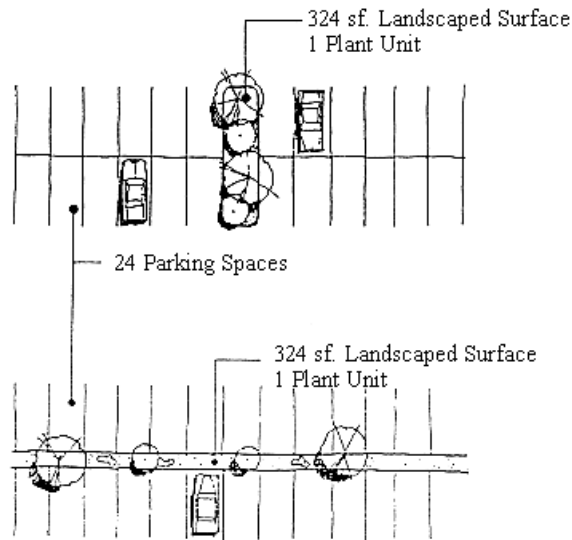 324 sf. Landscaped Surface
1 Plant Unit
24 Parking Spaces
324 sf. Landscaped Surface
1 Plant Unit